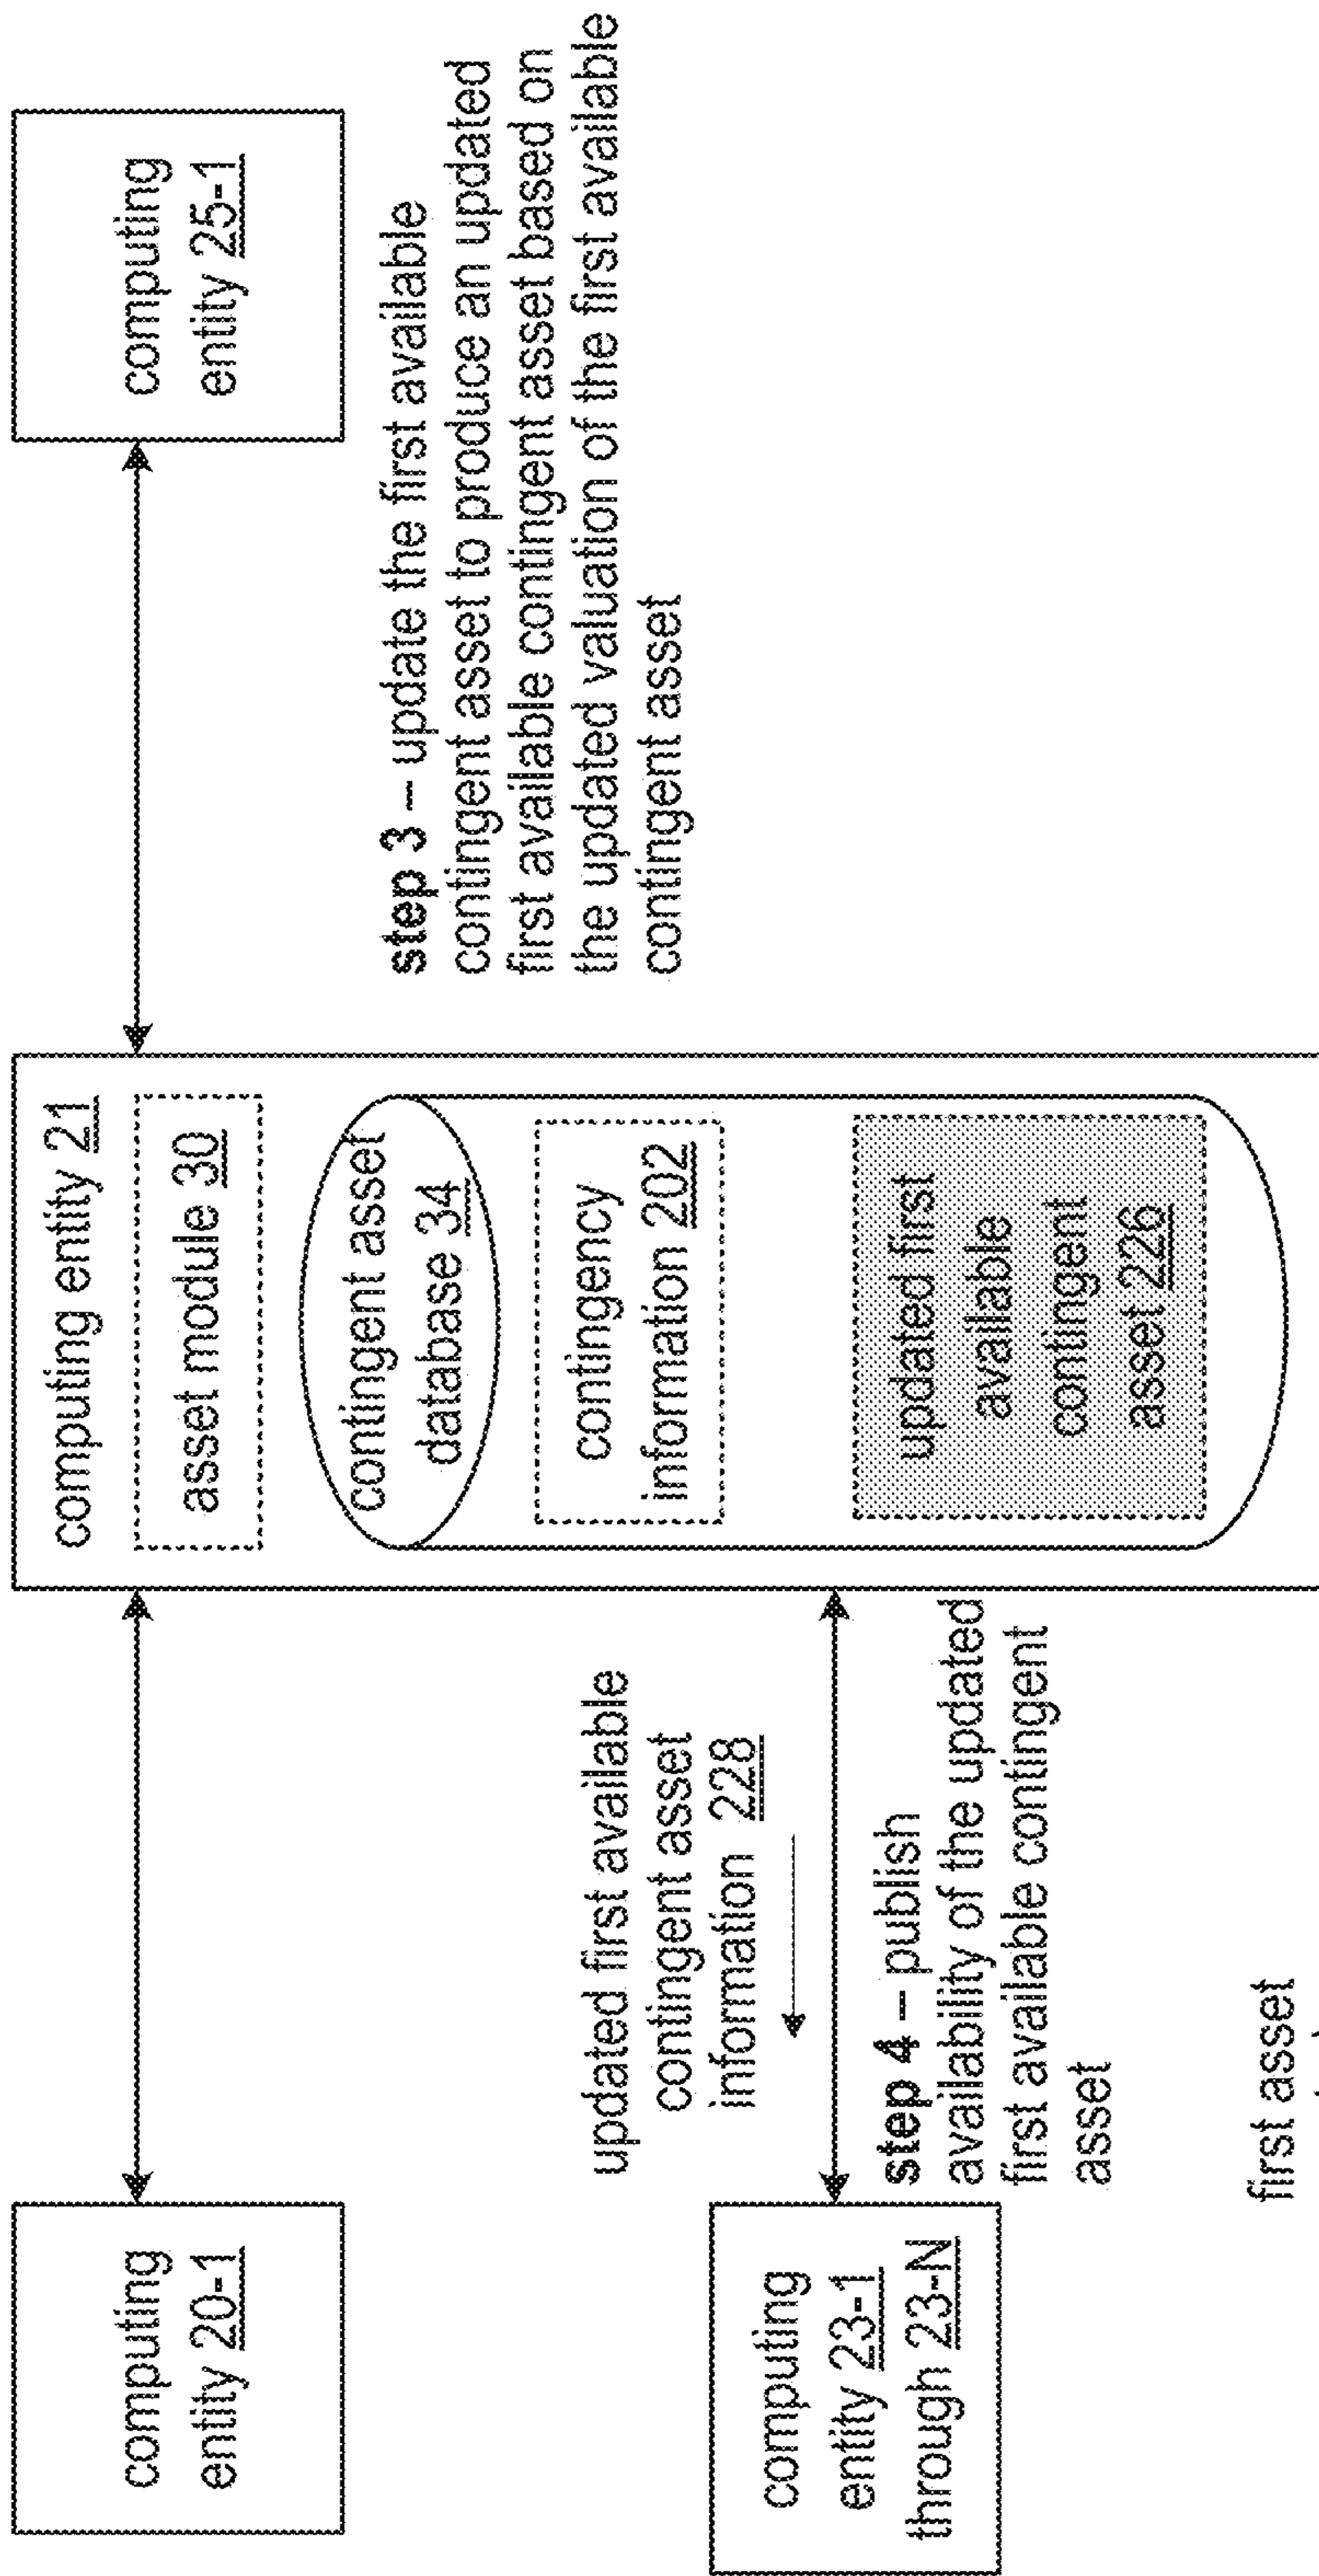 computing
entity 20-1
computing entity 21
asset module 30
contingent asset
database 34
contingency
information 202
updated first
available
contingent
asset 226
computing
entity 25-1
step 3 – update the first available
contingent asset to produce an updated
first available contingent asset based on
the updated valuation of the first available
contingent asset
updated first available
contingent asset
information 228
computing
entity 23-1
through 23-N
step 4 – publish
availability of the updated
first available contingent
asset
first asset